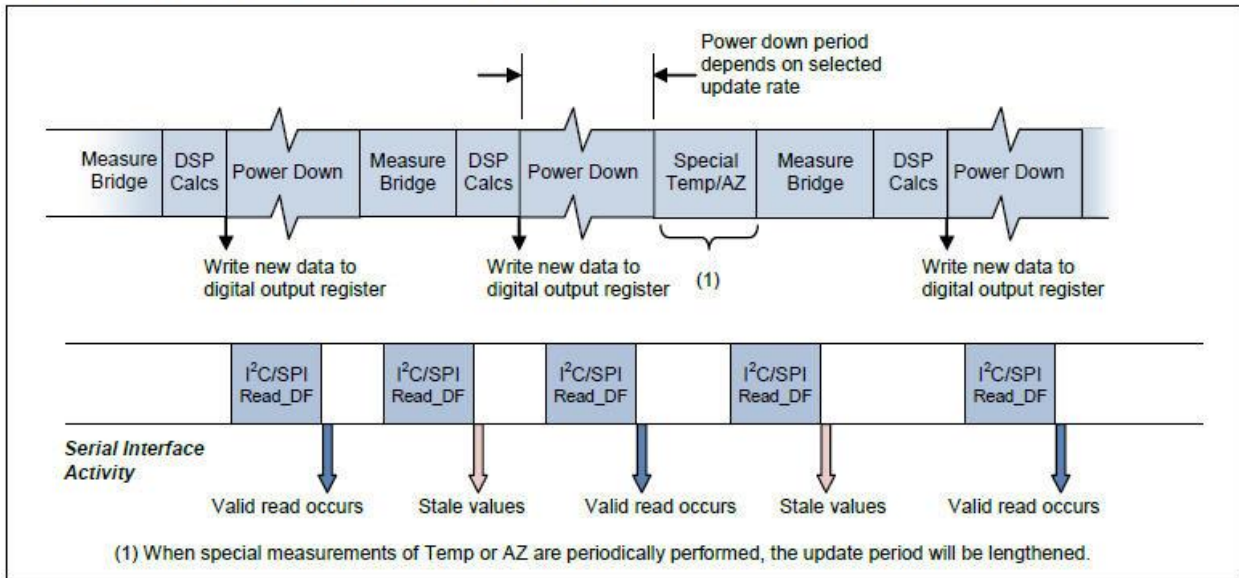 Power down period
depends on selected
update rate
Measure
Bridge
DSP
Calcs
Power Down
Measure
Bridge
DSP
Calcs
Power Down
Special
Temp/AZ
Measure
Bridge
DSP
Calcs
Power Down
Write new data to
digital output register
Write new data to
digital output register
(1)
Write new data to
digital output register
I²C/SPI
Read_DF
I²C/SPI
Read_DF
I²C/SPI
Read_DF
I²C/SPI
Read_DF
I²C/SPI
Read_DF
Serial Interface
Activity
Valid read occurs
Stale values
Valid read occurs
Stale values
Valid read occurs
(1) When special measurements of Temp or AZ are periodically performed, the update period will be lengthened.